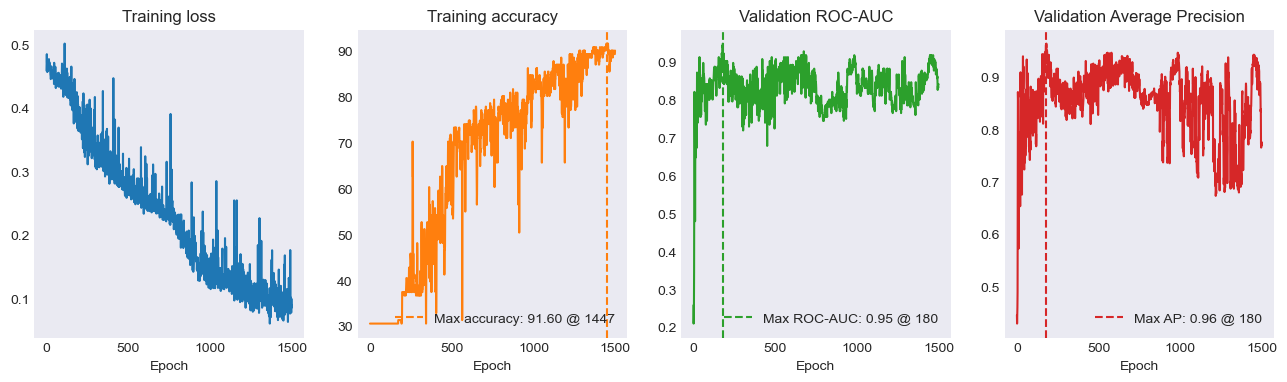 Training loss
0.5
0.4
0.3
0.2
0.1
0 500 1000 1500
Epoch
Training accuracy
90
80
70
60
50
40
30
Max accuracy: 91.60 @ 1447
0 500 1000 1500
Epoch
Validation ROC-AUC
0.9
0.8
0.7
0.6
0.5
0.4
0.3
0.2
Max ROC-AUC: 0.95 @ 180
0 500 1000 1500
Epoch
Validation Average Precision
0.9
0.8
0.7
0.6
0.5
Max AP: 0.96 @ 180
0 500 1000 1500
Epoch